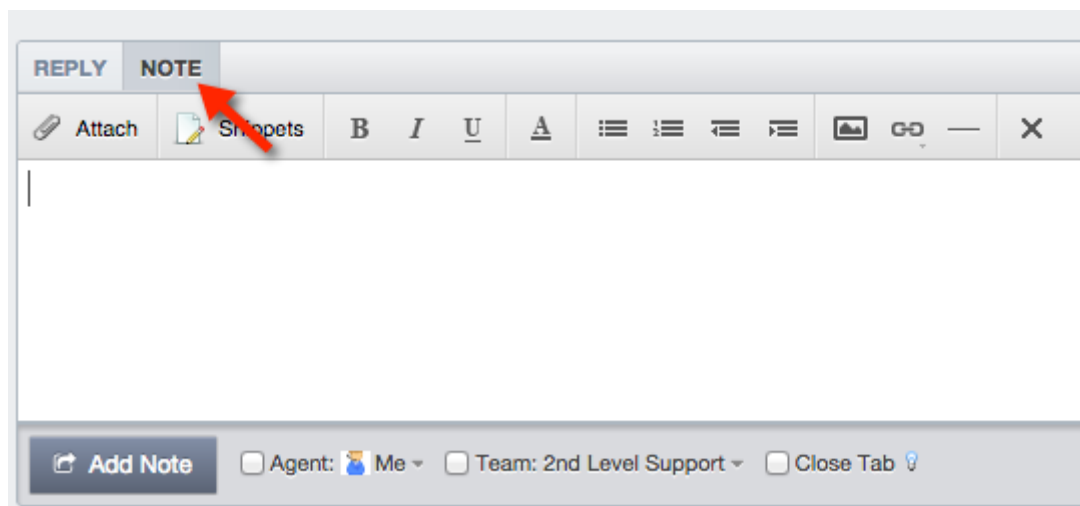 REPLY NOTE
Attach Snippets B I U A
Add Note Agent: Me Team: 2nd Level Support Close Tab